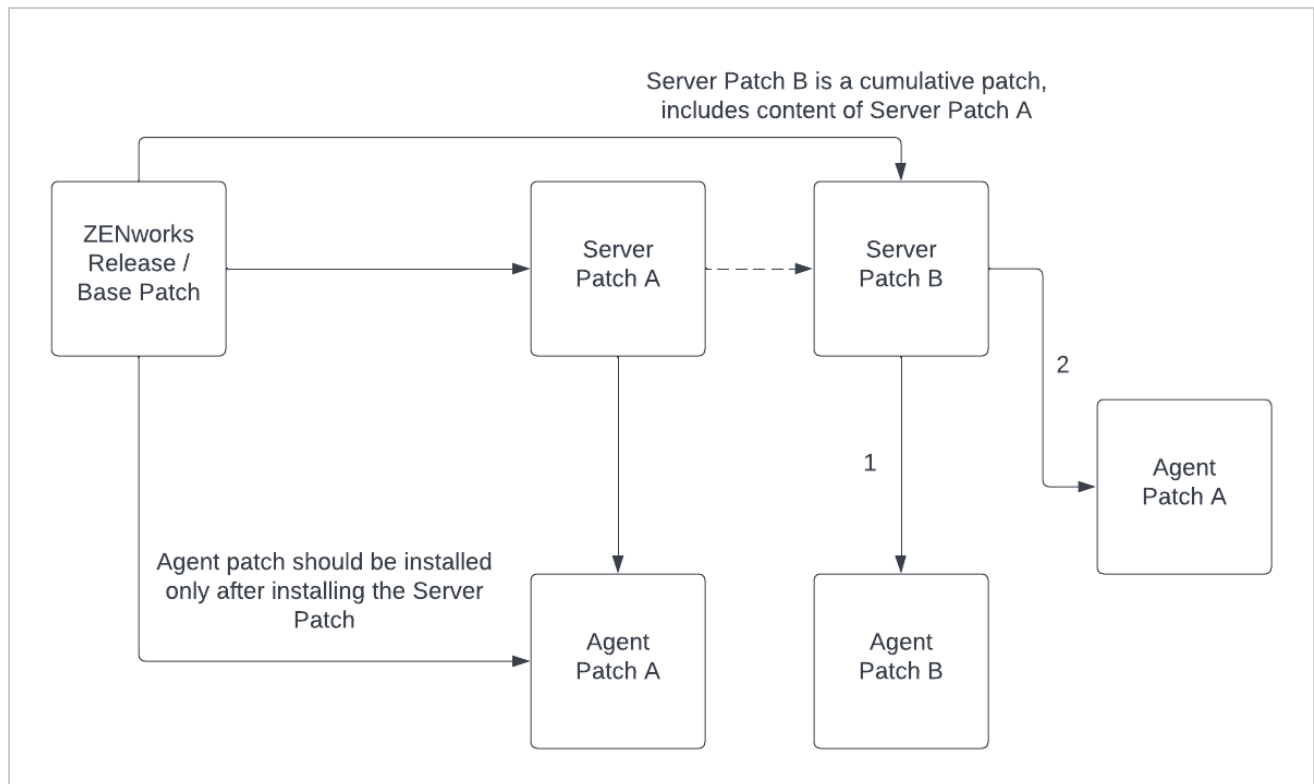 Server Patch B is a cumulative patch,
includes content of Server Patch A
ZENworks
Release /
Base Patch
Server
Patch A
Server
Patch B
2
1
Agent
Patch A
Agent patch should be installed
only after installing the Server
Patch
Agent
Patch A
Agent
Patch B